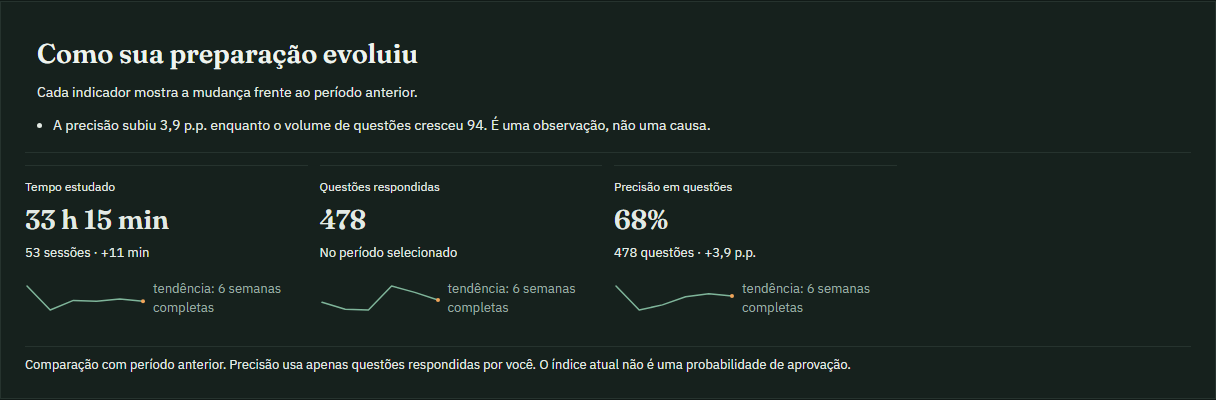 Como sua preparação evoluiu
Cada indicador mostra a mudança frente ao período anterior.
• A precisão subiu 3,9 p.p. enquanto o volume de questões cresceu 94. É uma observação, não uma causa.
Tempo estudado
33 h 15 min
53 sessões · +11 min
tendência: 6 semanas
completas
Questões respondidas
478
No período selecionado
tendência: 6 semanas
completas
Precisão em questões
68%
478 questões · +3,9 p.p.
tendência: 6 semanas
completas
Comparação com período anterior. Precisão usa apenas questões respondidas por você. O índice atual não é uma probabilidade de aprovação.